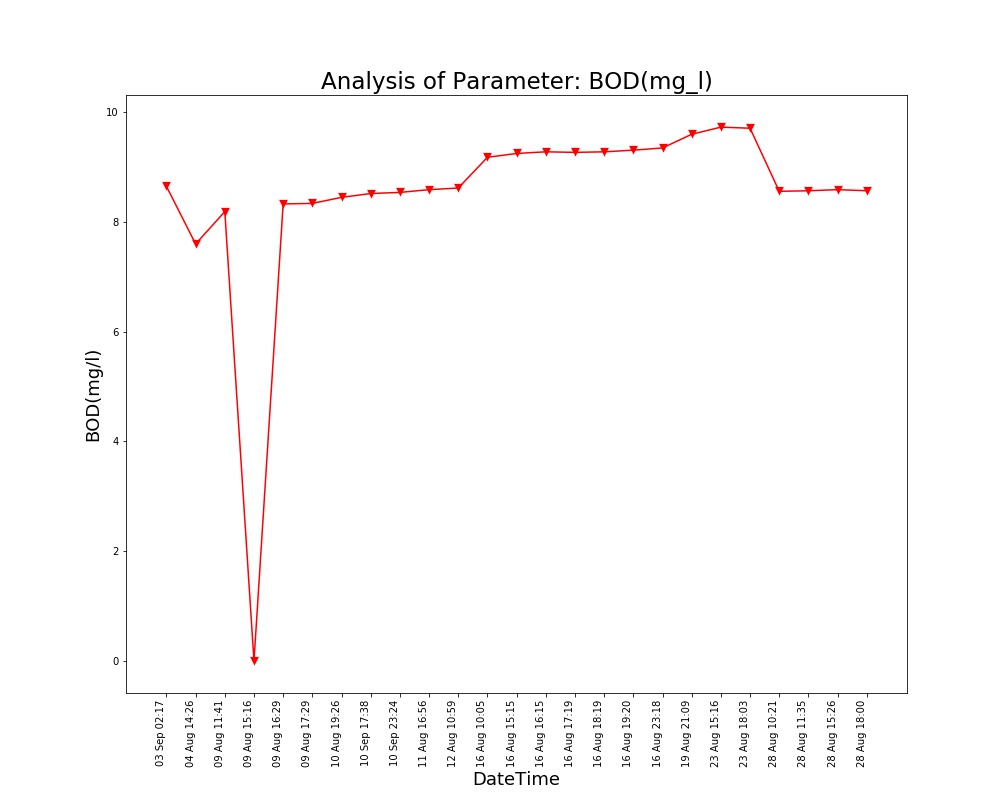 Analysis of Parameter: BOD(mg_l)
10
8
6
4
2
0
BOD(mg/l)
03 Sep 02:17
04 Aug 14:26
09 Aug 11:41
09 Aug 15:16
09 Aug 16:29
09 Aug 17:29
10 Aug 19:26
10 Sep 17:38
10 Sep 23:24
11 Aug 16:56
12 Aug 10:59
16 Aug 10:05
16 Aug 15:15
16 Aug 16:15
16 Aug 17:19
16 Aug 18:19
16 Aug 19:20
16 Aug 23:18
19 Aug 21:09
23 Aug 15:16
23 Aug 18:03
28 Aug 10:21
28 Aug 11:35
28 Aug 15:26
28 Aug 18:00
DateTime